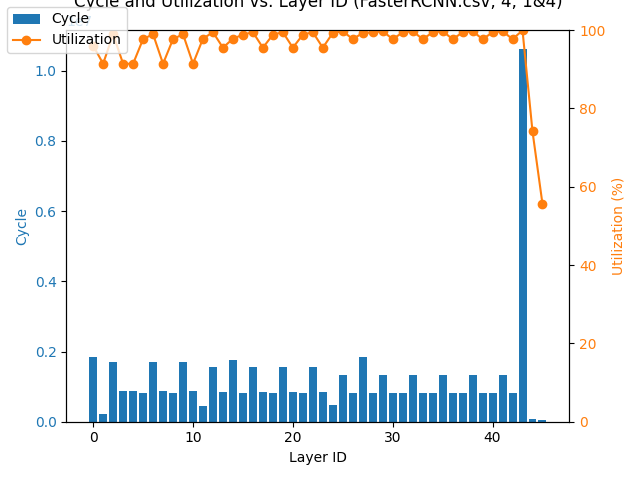 Cycle and Utilization vs. Layer ID (FasterRCNN.csv, 4, 1&4)
Cycle
Utilization
1.0
0.8
0.6
0.4
0.2
0.0
Cycle
100
80
60
40
20
0
Utilization (%)
0 10 20 30 40
Layer ID